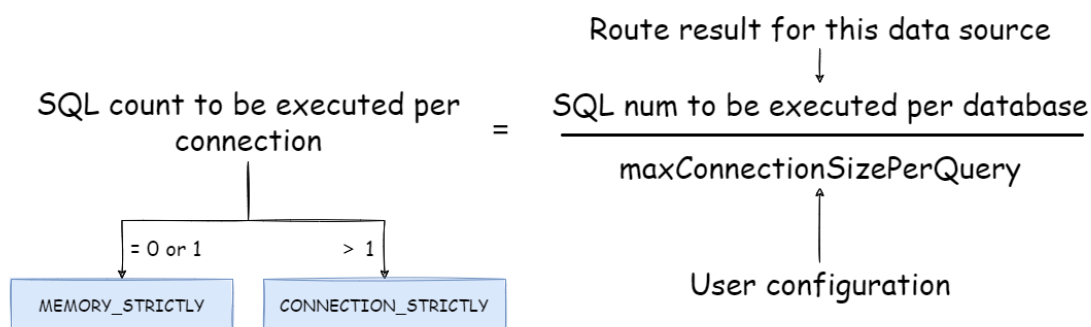 Route result for this data source
SQL count to be executed per
connection
=
SQL num to be executed per database
maxConnectionSizePerQuery
= 0 or 1
> 1
MEMORY_STRICTLY
CONNECTION_STRICTLY
User configuration